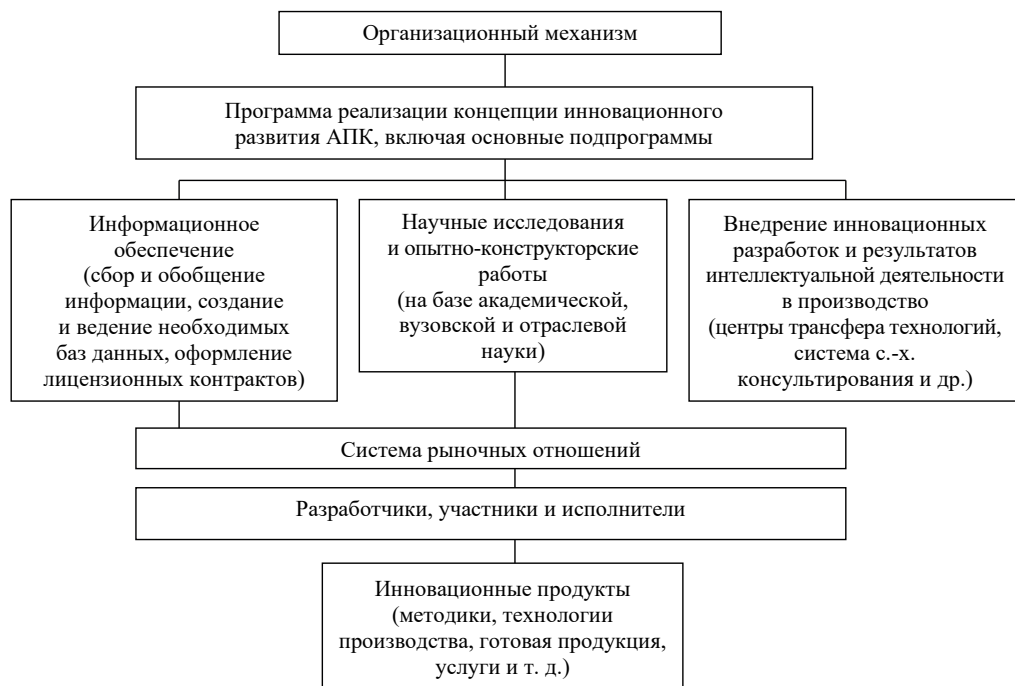 Организационный механизм
Программа реализации концепции инновационного
развития АПК, включая основные подпрограммы
Информационное
обеспечение
(сбор и обобщение
информации, создание
и ведение необходимых
баз данных, оформление
лицензионных контрактов)
Научные исследования
и опытно-конструкторские
работы
(на базе академической,
вузовской и отраслевой
науки)
Внедрение инновационных
разработок и результатов
интеллектуальной деятельности
в производство
(центры трансфера технологий,
система с.-х.
консультирования и др.)
Система рыночных отношений
Разработчики, участники и исполнители
Инновационные продукты
(методики, технологии
производства, готовая продукция,
услуги и т. д.)